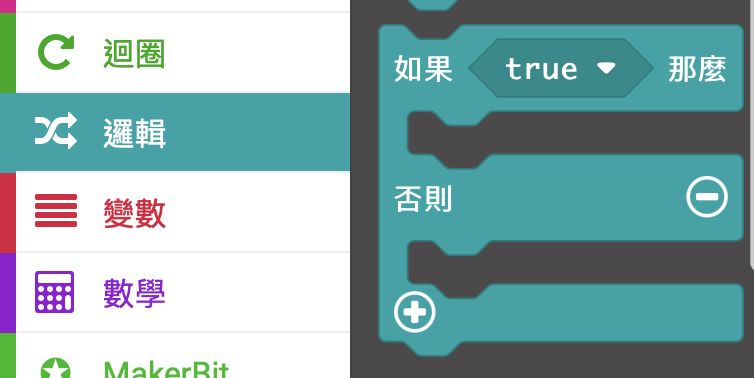 迴圈
邏輯
變數
數學
MakerBit
如果 true 那麼
否則